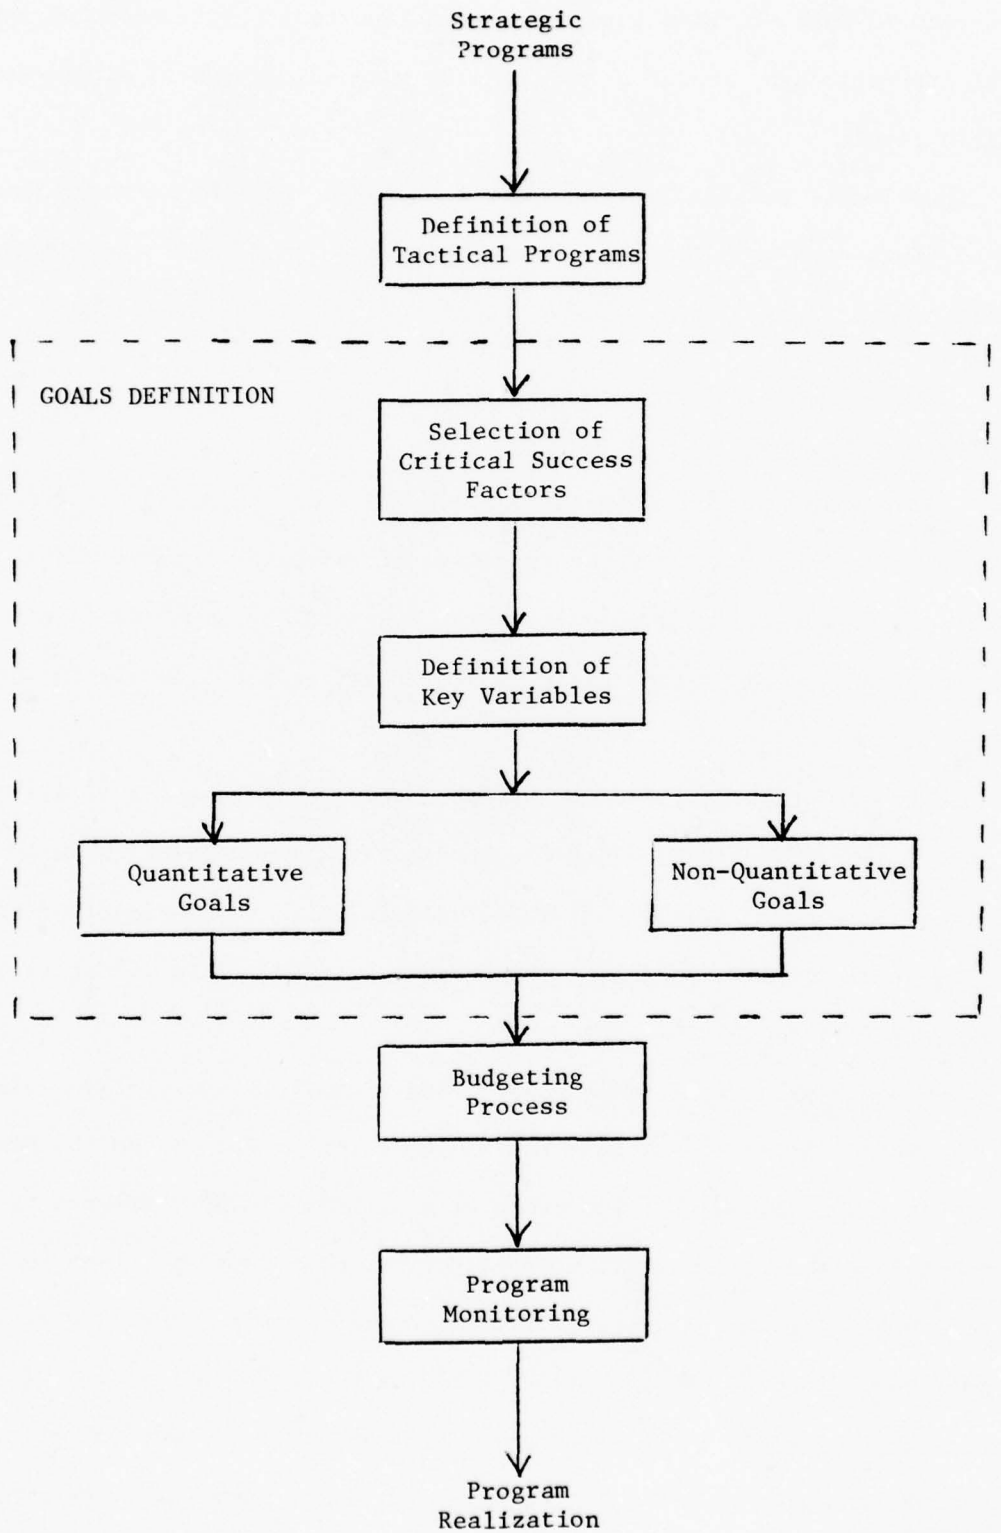 Strategic
Programs
Definition of
Tactical Programs
GOALS DEFINITION
Selection of
Critical Success
Factors
Definition of
Key Variables
Quantitative
Goals
Non-Quantitative
Goals
Budgeting
Process
Program
Monitoring
Program
Realization